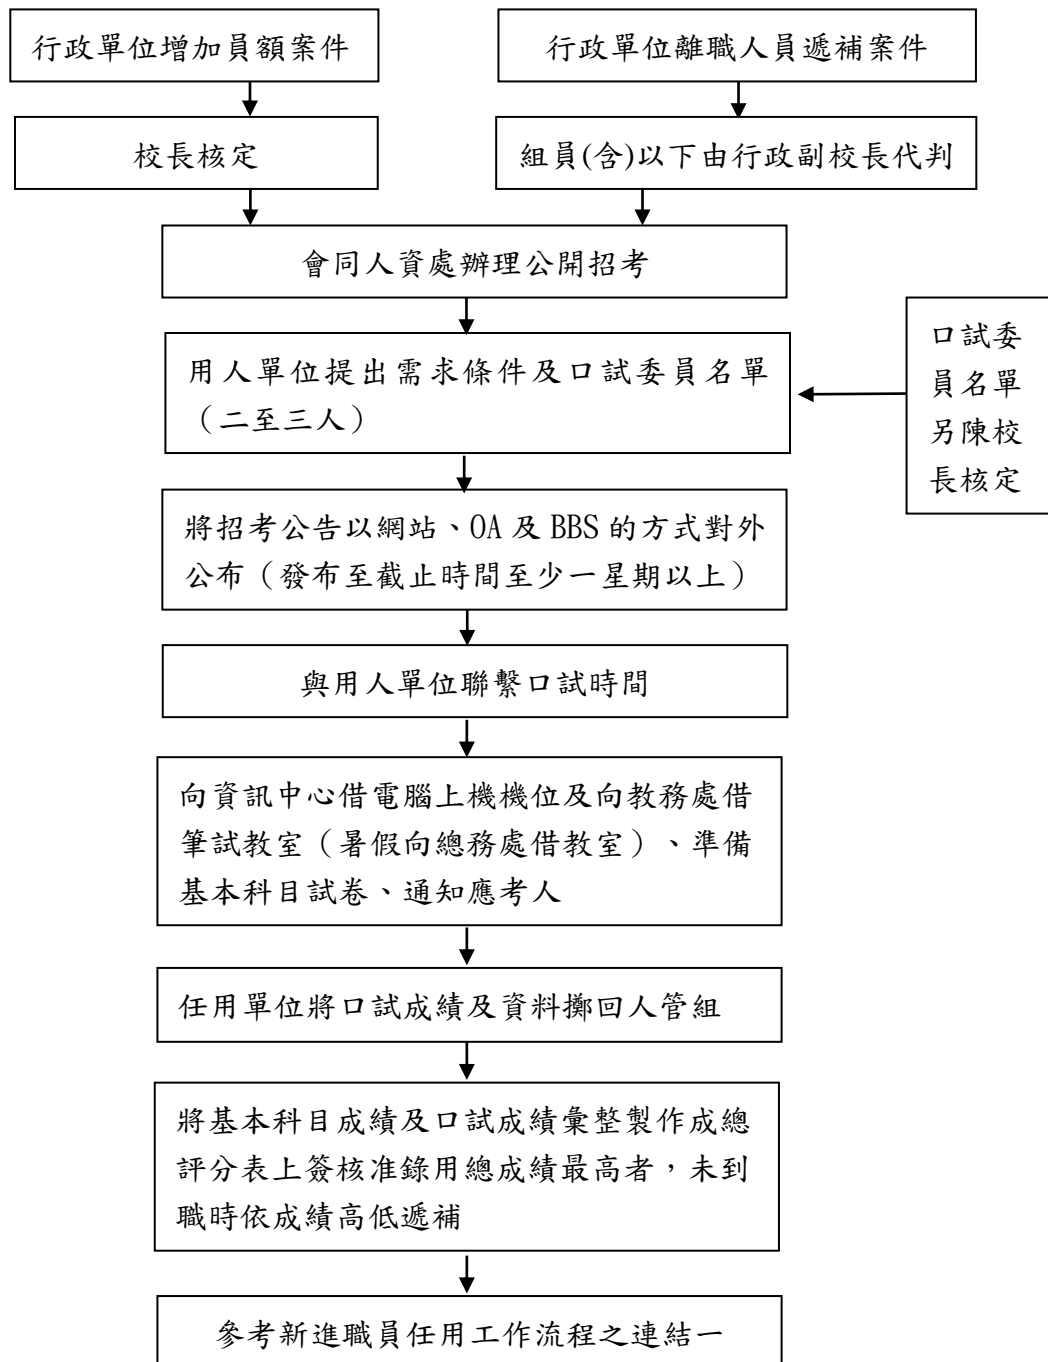 行政單位增加員額案件
行政單位離職人員遞補案件
校長核定
組員(含)以下由行政副校長代判
會同人資處辦理公開招考
用人單位提出需求條件及口試委員名單
（二至三人）
口試委
員名單
另陳校
長核定
將招考公告以網站、OA 及 BBS 的方式對外
公布（發布至截止時間至少一星期以上）
與用人單位聯繫口試時間
向資訊中心借電腦上機機位及向教務處借
筆試教室（暑假向總務處借教室）、準備
基本科目試卷、通知應考人
任用單位將口試成績及資料擲回人管組
將基本科目成績及口試成績彙整製作成總
評分表上簽核准錄用總成績最高者，未到
職時依成績高低遞補
參考新進職員任用工作流程之連結一